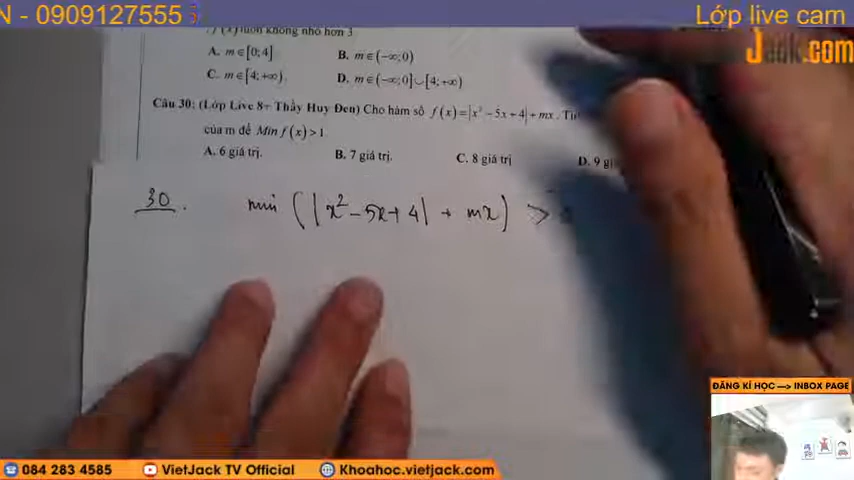 N - 0909127555
Lớp live cam
Jack.com
f (x) luôn không nhỏ hơn 3
A. m ∈ [0;4] B. m ∈ (-∞;0)
C. m ∈ [4;+∞) D. m ∈ (-∞;0] ∪ [4;+∞)
Câu 30: (Lớp Live 8+ Thầy Huy Đen) Cho hàm số f(x) = |x² - 5x + 4| + mx .
của m để Min f(x) > 1
A. 6 giá trị. B. 7 giá trị. C. 8 giá trị D. 9
30. min (|x² - 5x + 4| + mx) >
ĐĂNG KÍ HỌC —> INBOX PAGE
084 283 4585 VietJack TV Official Khoahoc.vietjack.com